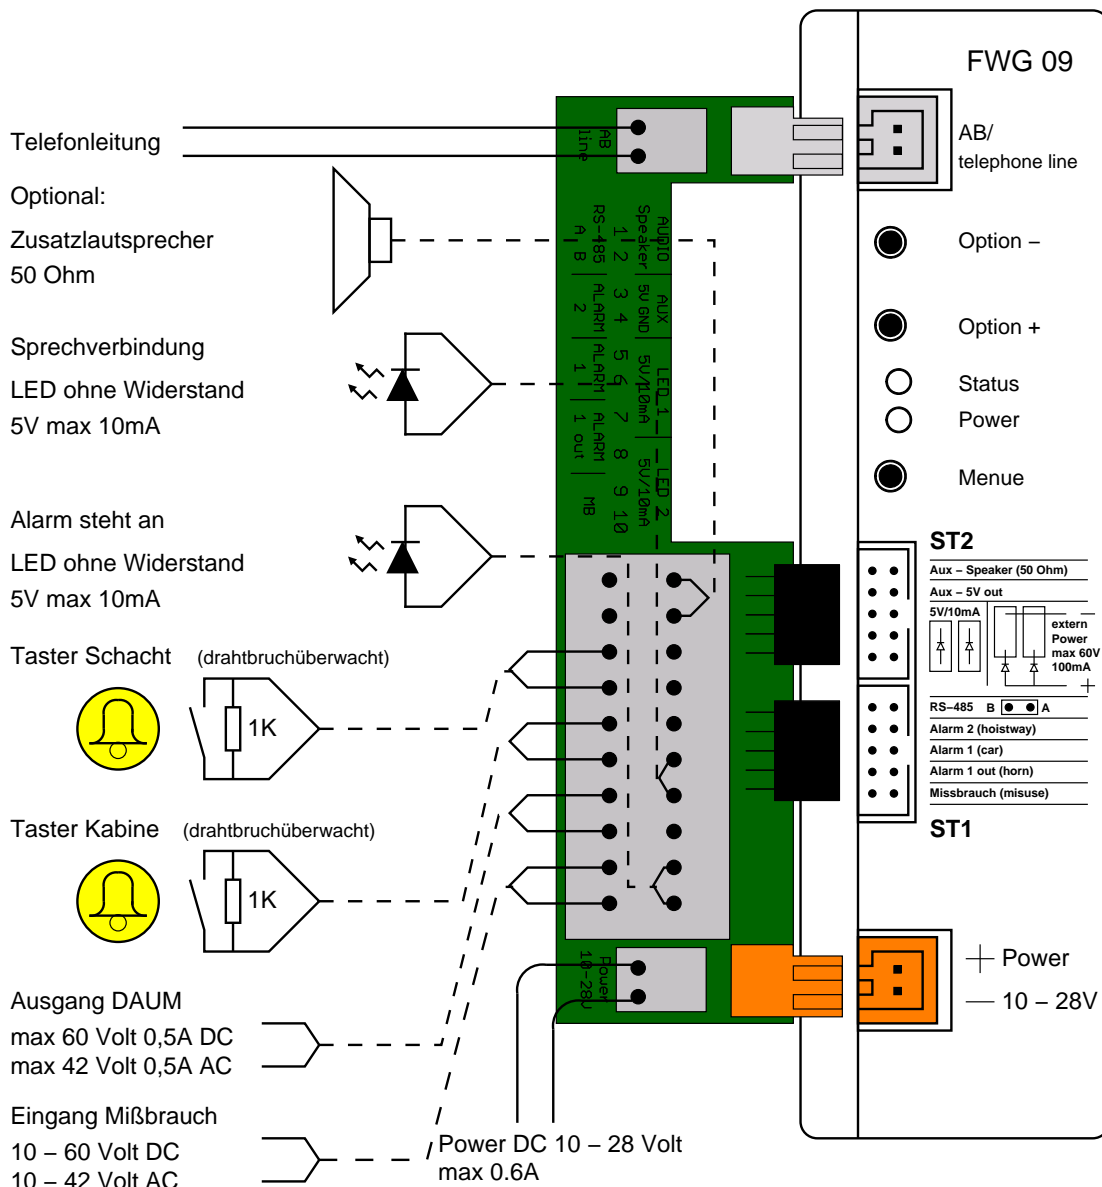 FWG 09
Telefonleitung
Optional:
Zusatzlautsprecher
50 Ohm
Sprechverbindung
LED ohne Widerstand
5V max 10mA
Alarm steht an
LED ohne Widerstand
5V max 10mA
Taster Schacht (drahtbruchüberwacht)
1K
Taster Kabine (drahtbruchüberwacht)
1K
Ausgang DAUM
max 60 Volt 0,5A DC
max 42 Volt 0,5A AC
Eingang Mißbrauch
10 – 60 Volt DC
10 – 42 Volt AC
Power DC 10 – 28 Volt
max 0.6A
AB
line
AUDIO
Speaker
1 2
RS-485
A B
AUX
5V GND
3 4
ALARM
2
LED 1
5V/10mA
5 6
ALARM
1
LED 2
5V/10mA
7 8
ALARM
1 out
9 10
MB
Power
10-28V
AB/
telephone line
Option –
Option +
Status
Power
Menue
ST2
Aux – Speaker (50 Ohm)
Aux – 5V out
5V/10mA
extern
Power
max 60V
100mA
– 
+
RS–485 B A
Alarm 2 (hoistway)
Alarm 1 (car)
Alarm 1 out (horn)
Missbrauch (misuse)
ST1
+ Power
— 10 – 28V